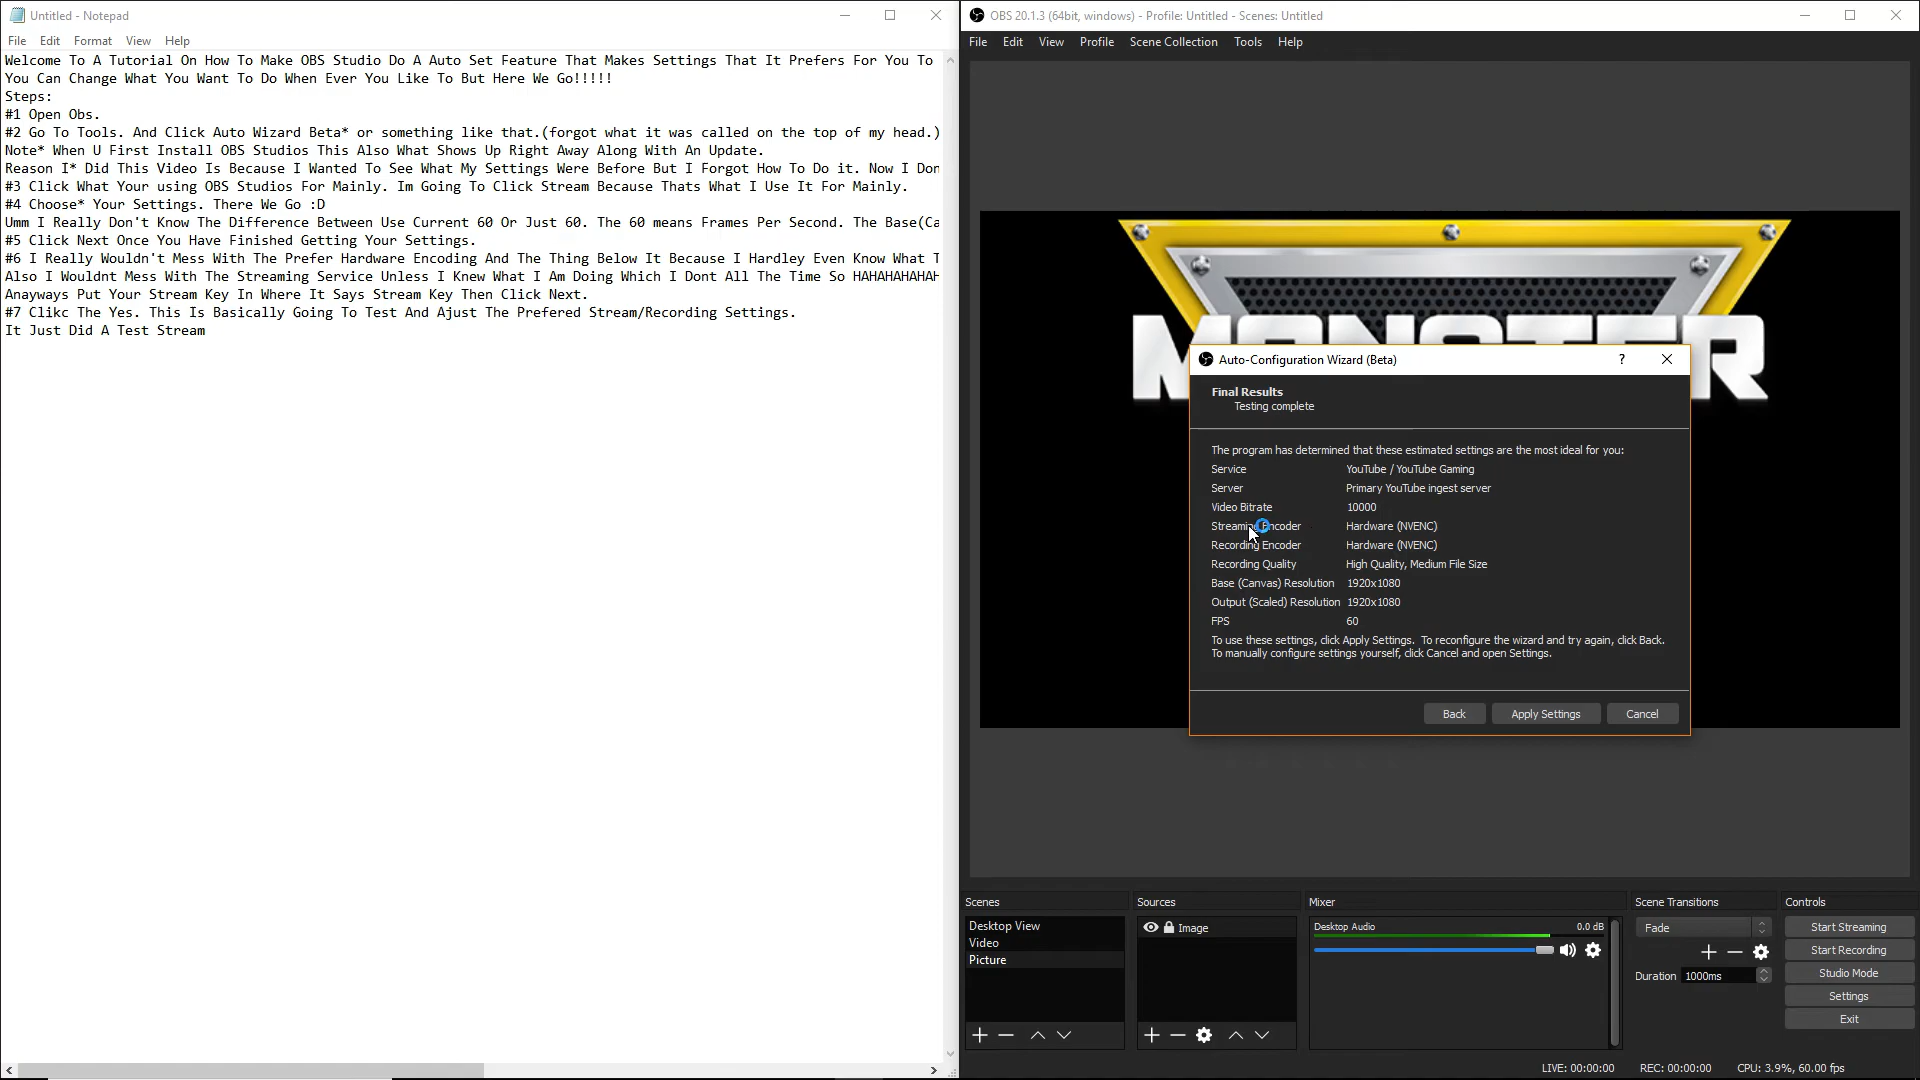 Untitled - Notepad
File Edit Format View Help
Welcome To A Tutorial On How To Make OBS Studio Do A Auto Set Feature That Makes Settings That It Prefers For You To
You Can Change What You Want To Do When Ever You Like To But Here We Go!!!!!
Steps:
#1 Open Obs.
#2 Go To Tools. And Click Auto Wizard Beta* or something like that.(forgot what it was called on the top of my head.)
Note* When U First Install OBS Studios This Also What Shows Up Right Away Along With An Update.
Reason I* Did This Video Is Because I Wanted To See What My Settings Were Before But I Forgot How To Do it. Now I Don
#3 Click What Your using OBS Studios For Mainly. Im Going To Click Stream Because Thats What I Use It For Mainly.
#4 Choose* Your Settings. There We Go :D
Umm I Really Don't Know The Difference Between Use Current 60 Or Just 60. The 60 means Frames Per Second. The Base(Ca
#5 Click Next Once You Have Finished Getting Your Settings.
#6 I Really Wouldn't Mess With The Prefer Hardware Encoding And The Thing Below It Because I Hardley Even Know What T
Also I Wouldnt Mess With The Streaming Service Unless I Knew What I Am Doing Which I Dont All The Time So HAHAHAHAHAH
Anayways Put Your Stream Key In Where It Says Stream Key Then Click Next.
#7 Clikc The Yes. This Is Basically Going To Test And Ajust The Prefered Stream/Recording Settings.
It Just Did A Test Stream
OBS 20.1.3 (64bit, windows) - Profile: Untitled - Scenes: Untitled
File Edit View Profile Scene Collection Tools Help
MONSTER
Auto-Configuration Wizard (Beta) ?
Final Results
Testing complete
The program has determined that these estimated settings are the most ideal for you:
Service YouTube / YouTube Gaming
Server Primary YouTube ingest server
Video Bitrate 10000
Streaming Encoder Hardware (NVENC)
Recording Encoder Hardware (NVENC)
Recording Quality High Quality, Medium File Size
Base (Canvas) Resolution 1920x1080
Output (Scaled) Resolution 1920x1080
FPS 60
To use these settings, click Apply Settings. To reconfigure the wizard and try again, click Back.
To manually configure settings yourself, click Cancel and open Settings.
Back Apply Settings Cancel
Scenes
Desktop View
Video
Picture
Sources
Image
Mixer
Desktop Audio 0.0 dB
Scene Transitions
Fade
Duration 1000ms
Controls
Start Streaming
Start Recording
Studio Mode
Settings
Exit
LIVE: 00:00:00 REC: 00:00:00 CPU: 3.9%, 60.00 fps